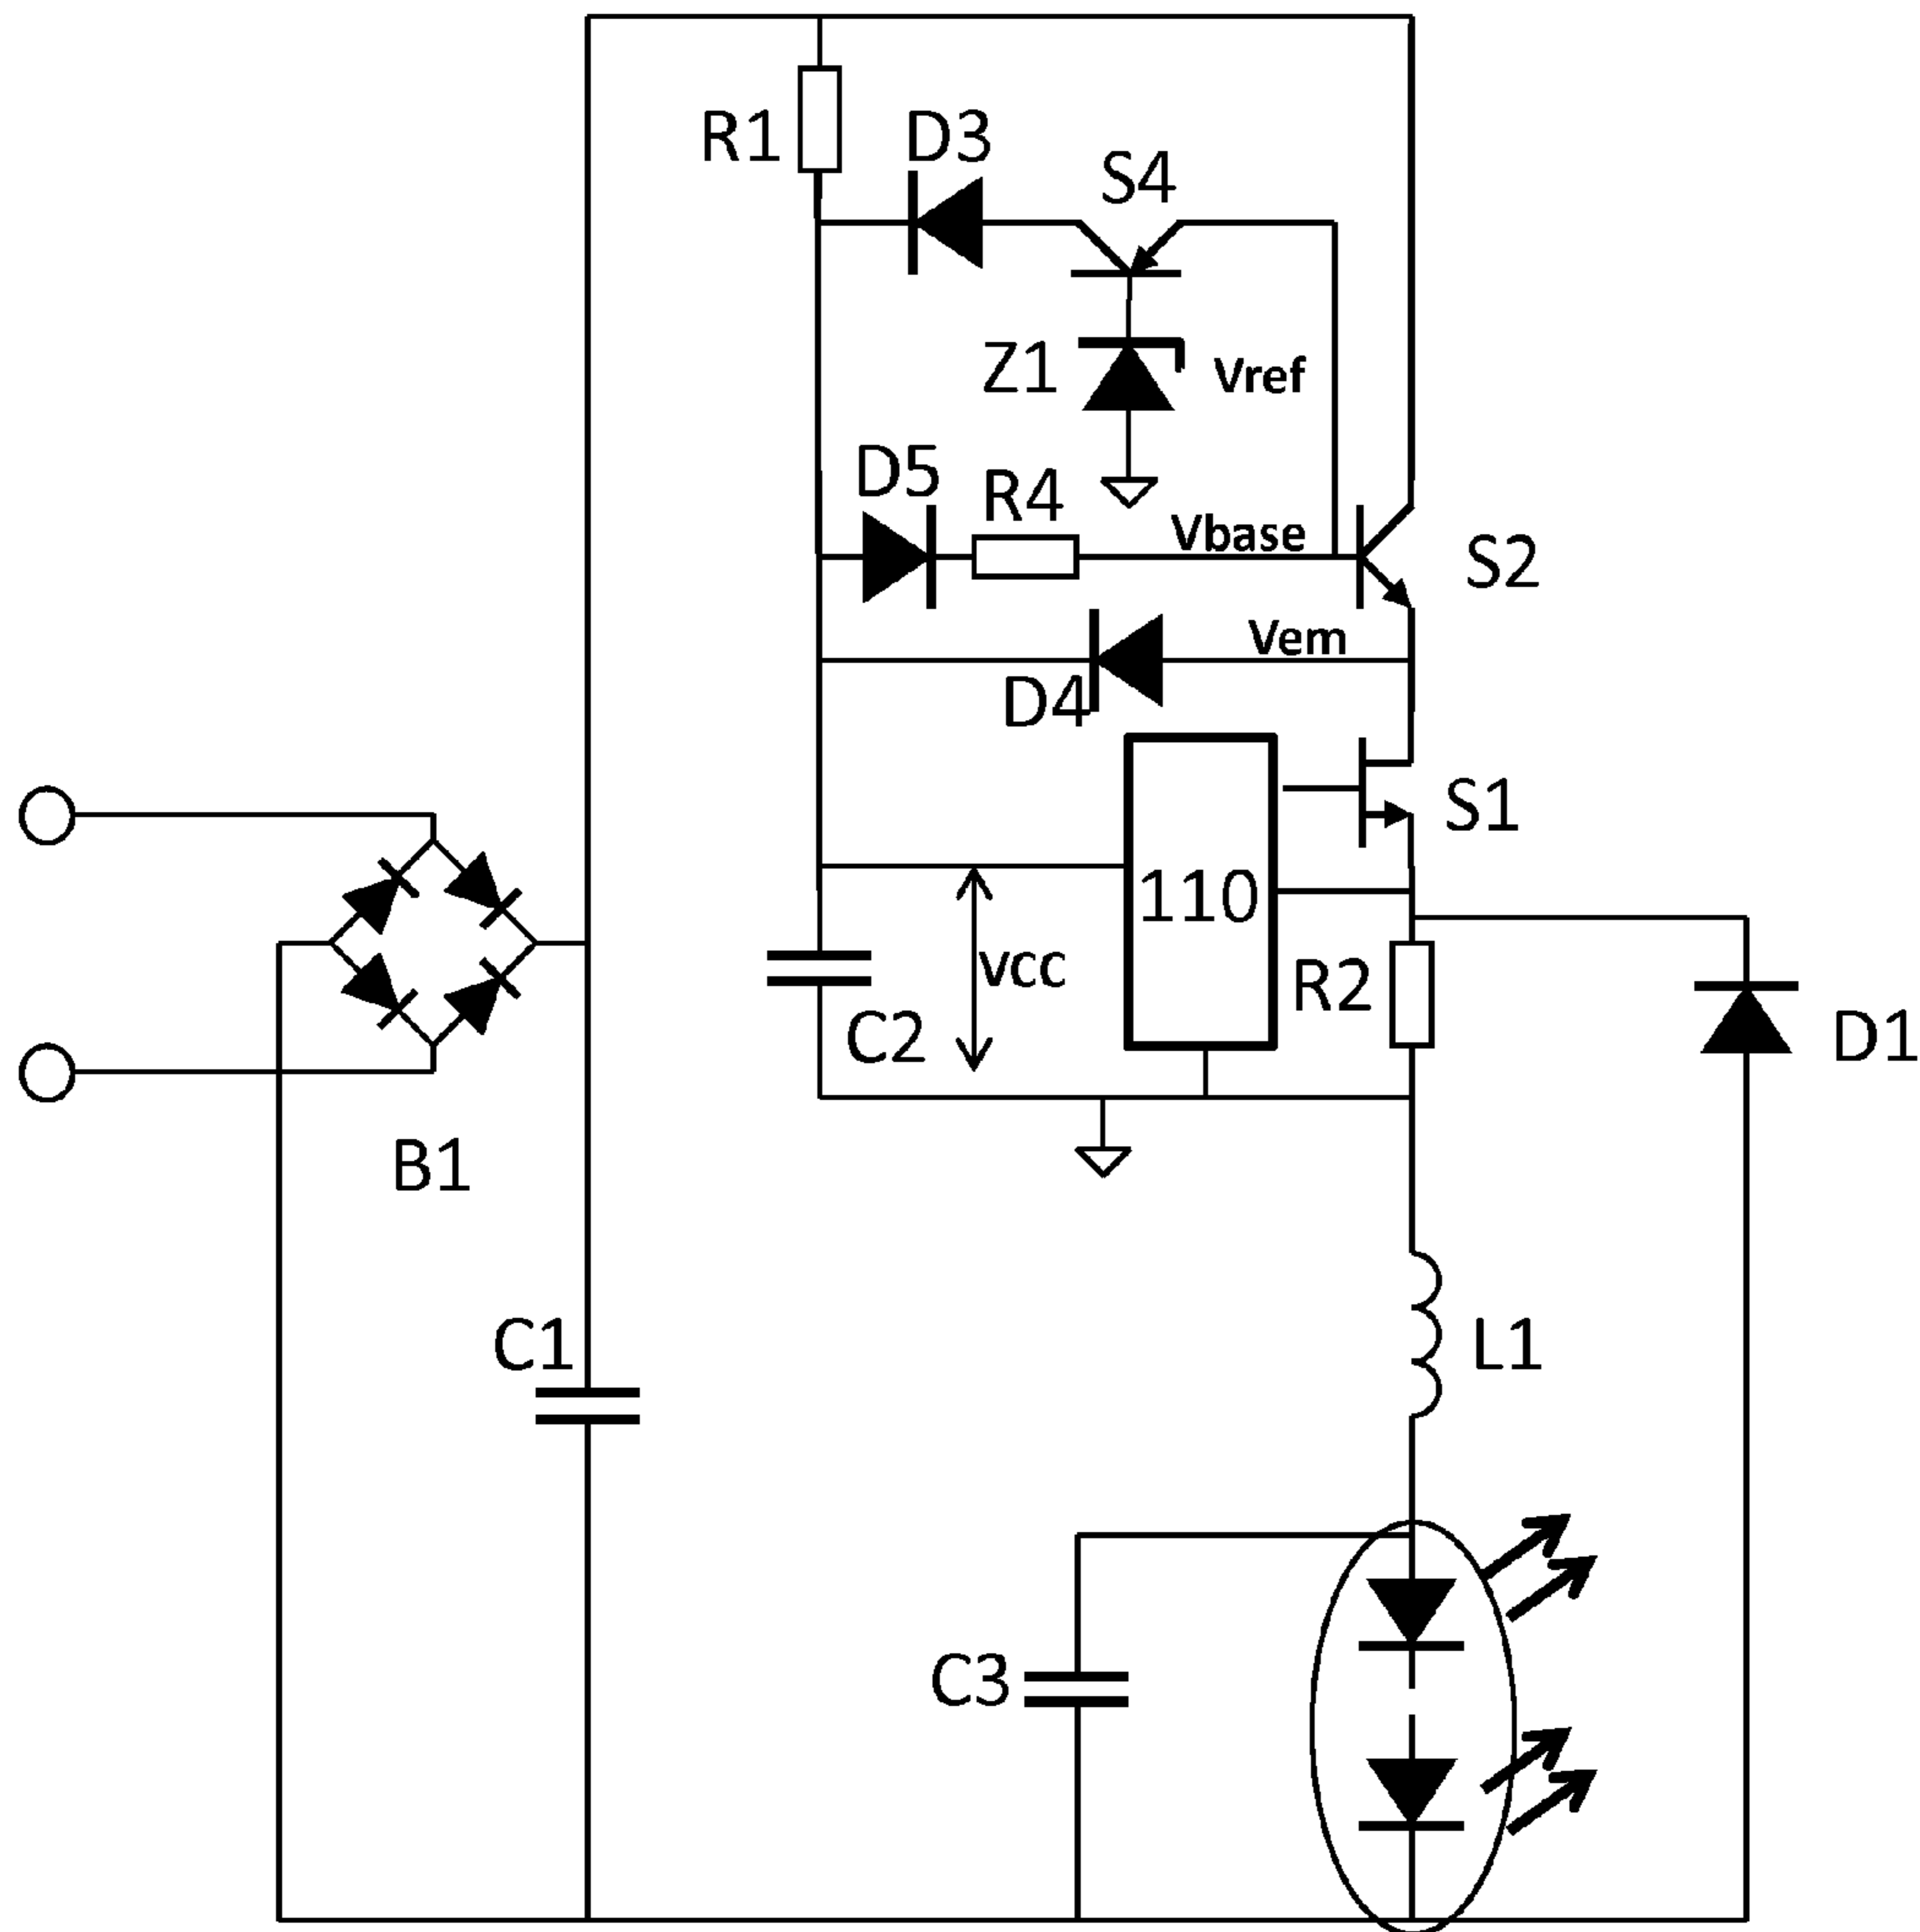 R1
D3
S4
Z1
Vref
D5
R4
Vbase
S2
Vem
D4
S1
110
vcc
R2
C2
D1
B1
C1
L1
C3